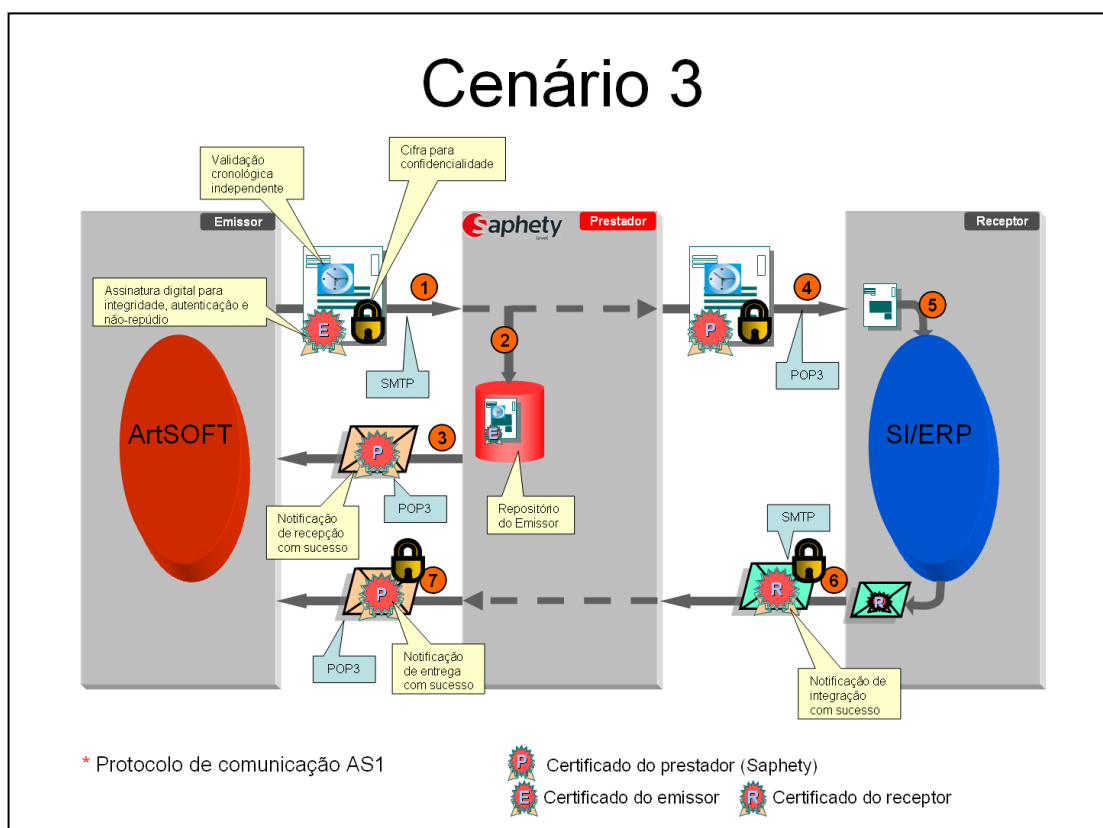 Cenário 3
Cifra para
confidencialidade
Validação
cronológica
independente
Emissor
Saphety
level
Prestador
Receptor
Assinatura digital para
integridade, autenticação e
não-repúdio
E
1
SMTP
2
P
4
POP3
5
ArtSOFT
P
3
POP3
Notificação
de recepção
com sucesso
E
Repositório
do Emissor
SI/ERP
SMTP
P
7
R
6
R
POP3
Notificação
de entrega
com sucesso
Notificação de
integração
com sucesso
* Protocolo de comunicação AS1
P Certificado do prestador (Saphety)
E Certificado do emissor
R Certificado do receptor